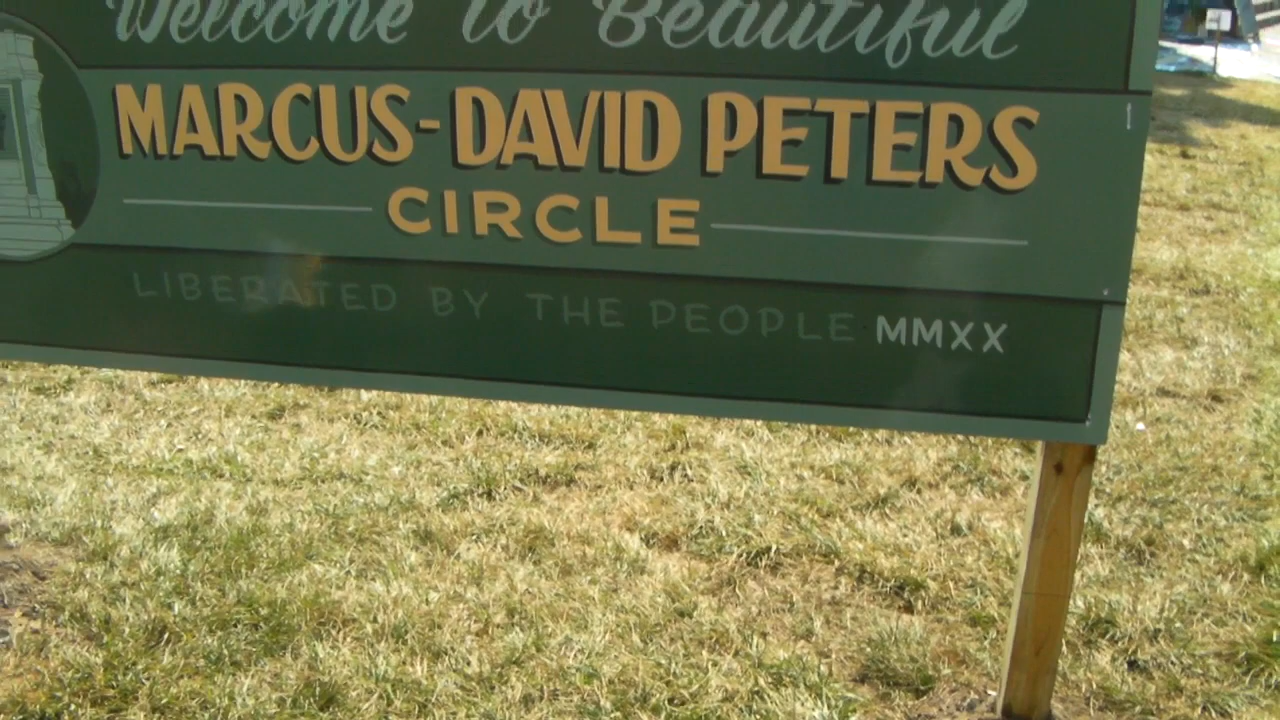 Welcome to Beautiful
MARCUS-DAVID PETERS
CIRCLE
LIBERATED BY THE PEOPLE MMXX